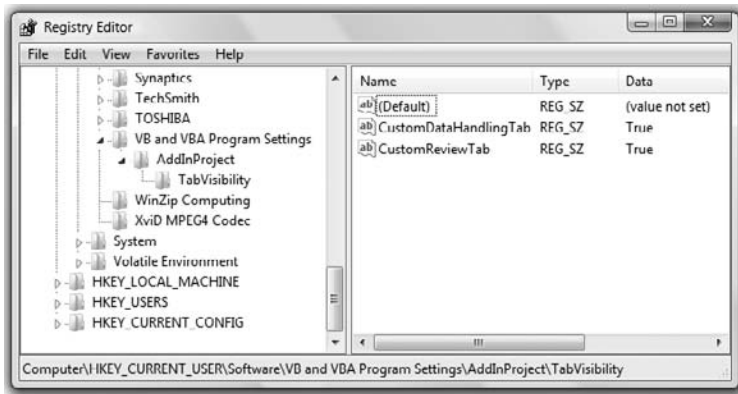 Registry Editor
File Edit View Favorites Help
Synaptics
TechSmith
TOSHIBA
VB and VBA Program Settings
AddInProject
TabVisibility
WinZip Computing
XviD MPEG4 Codec
System
Volatile Environment
HKEY_LOCAL_MACHINE
HKEY_USERS
HKEY_CURRENT_CONFIG
Name Type Data
(Default) REG_SZ (value not set)
CustomDataHandlingTab REG_SZ True
CustomReviewTab REG_SZ True
Computer\HKEY_CURRENT_USER\Software\VB and VBA Program Settings\AddInProject\TabVisibility